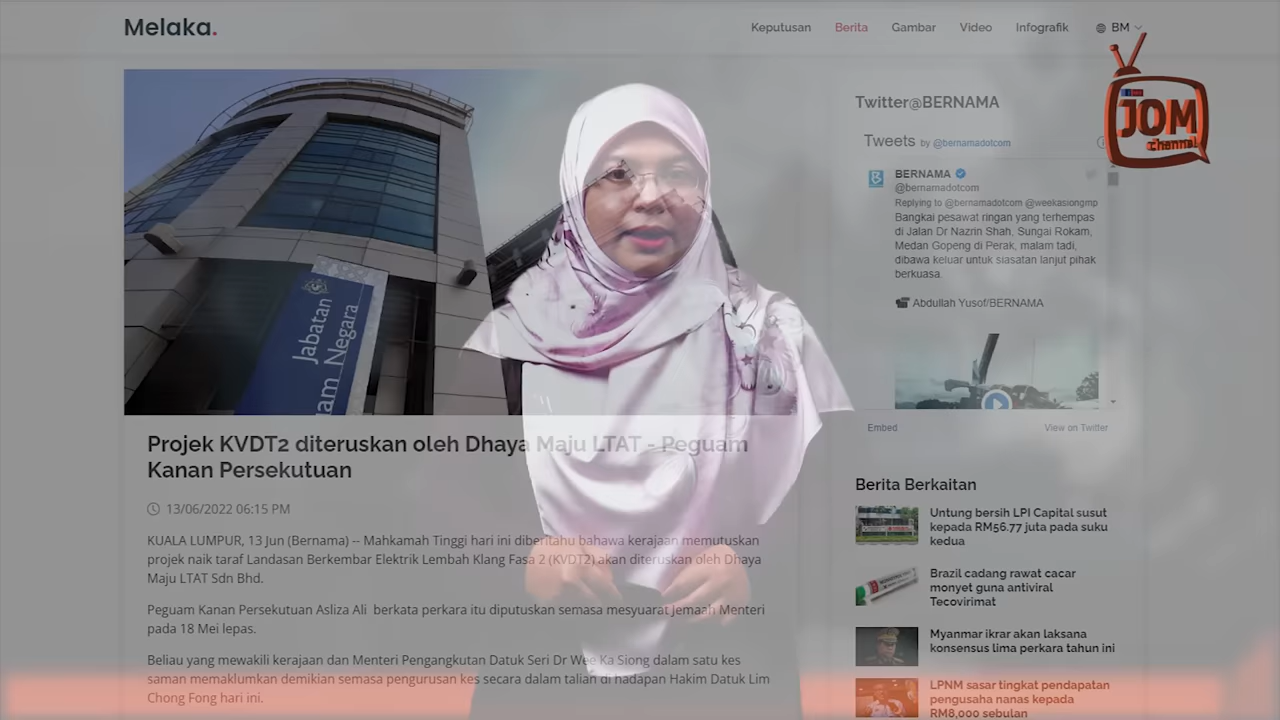 Melaka.
Keputusan
Berita
Gambar
Video
Infografik
BM
JOM
channel
Jabatan
Negara
Projek KVDT2 diteruskan oleh Dhaya Maju LTAT - Peguam
Kanan Persekutuan
13/06/2022 06:15 PM
KUALA LUMPUR, 13 Jun (Bernama) -- Mahkamah Tinggi hari ini diberitahu bahawa kerajaan memutuskan
projek naik taraf Landasan Berkembar Elektrik Lembah Klang Fasa 2 (KVDT2) akan diteruskan oleh Dhaya
Maju LTAT Sdn Bhd.
Peguam Kanan Persekutuan Asliza Ali berkata perkara itu diputuskan semasa mesyuarat Jemaah Menteri
pada 18 Mei lepas.
Beliau yang mewakili kerajaan dan Menteri Pengangkutan Datuk Seri Dr Wee Ka Siong dalam satu kes
saman memaklumkan demikian semasa pengurusan kes secara dalam talian di hadapan Hakim Datuk Lim
Chong Fong hari ini.
Twitter@BERNAMA
Tweets by @bernamadotcom
BERNAMA
@bernamadotcom
Replying to @bernamadotcom @weekasiongmp
Bangkai pesawat ringan yang terhempas
di Jalan Dr Nazrin Shah, Sungai Rokam,
Medan Gopeng di Perak, malam tadi,
dibawa keluar untuk siasatan lanjut pihak
berkuasa.
Abdullah Yusof/BERNAMA
Embed
View on Twitter
Berita Berkaitan
Untung bersih LPI Capital susut
kepada RM56.77 juta pada suku
kedua
Brazil cadang rawat cacar
monyet guna antiviral
Tecovirimat
Myanmar ikrar akan laksana
konsensus lima perkara tahun ini
LPNM sasar tingkat pendapatan
pengusaha nanas kepada
RM8,000 sebulan